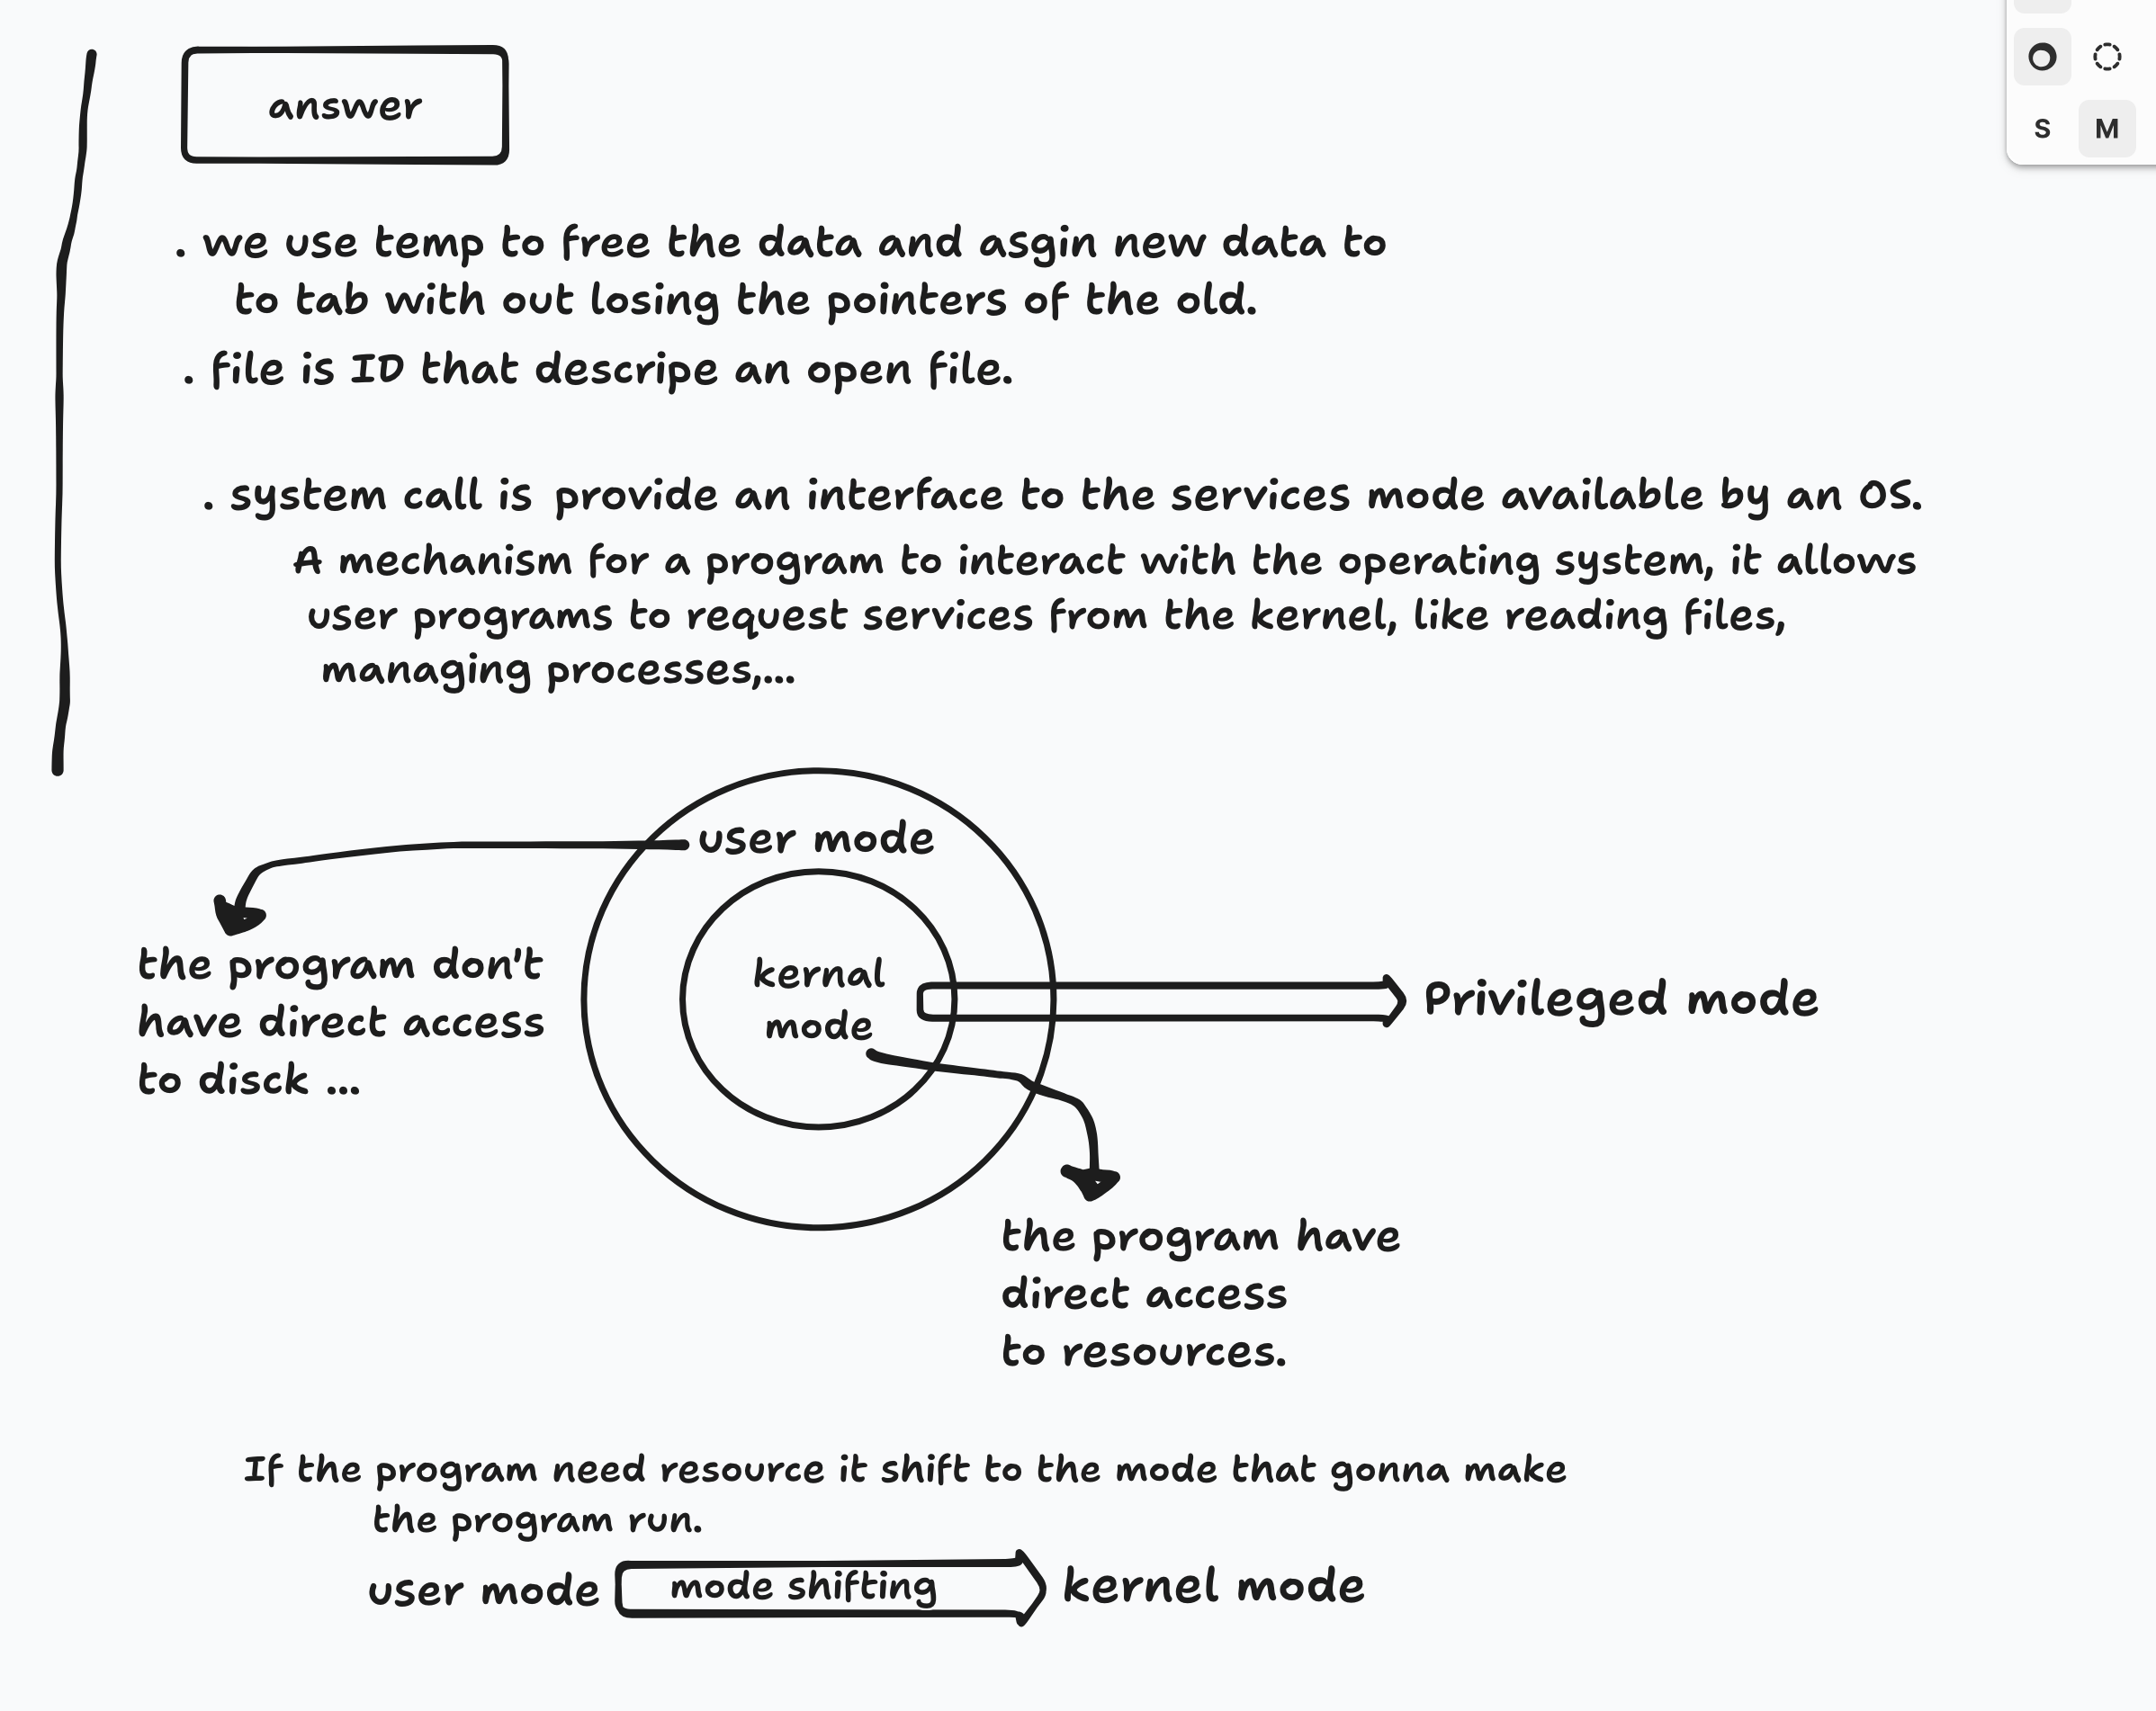 answer
. we use temp to free the data and asgin new data to
to tab with out losing the pointers of the old.
. file is ID that descripe an open file.
. system call is provide an interface to the services mode available by an OS.
A mechanism for a program to interact with the operating system, it allows
user programs to request services from the kernel, like reading files,
managing processes,...
user mode
kernal
mode
Privileged mode
the program don't
have direct access
to disck ...
the program have
direct access
to resources.
If the program need resource it shift to the mode that gonna make
the program run.
user mode mode shifting kernel mode
S M